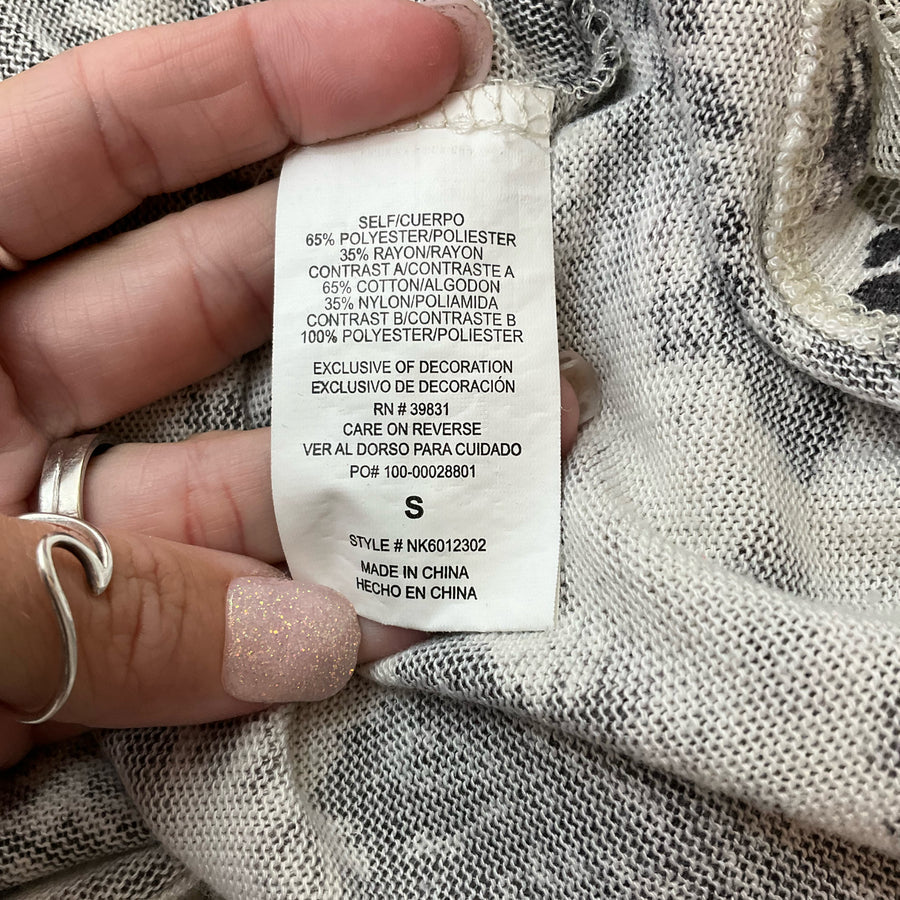 SELF/CUERPO
65% POLYESTER/POLIESTER
35% RAYON/RAYON
CONTRAST A/CONTRASTE A
65% COTTON/ALGODON
35% NYLON/POLIAMIDA
CONTRAST B/CONTRASTE B
100% POLYESTER/POLIESTER
EXCLUSIVE OF DECORATION
EXCLUSIVO DE DECORACIÓN
RN # 39831
CARE ON REVERSE
VER AL DORSO PARA CUIDADO
PO# 100-00028801
S
STYLE # NK6012302
MADE IN CHINA
HECHO EN CHINA